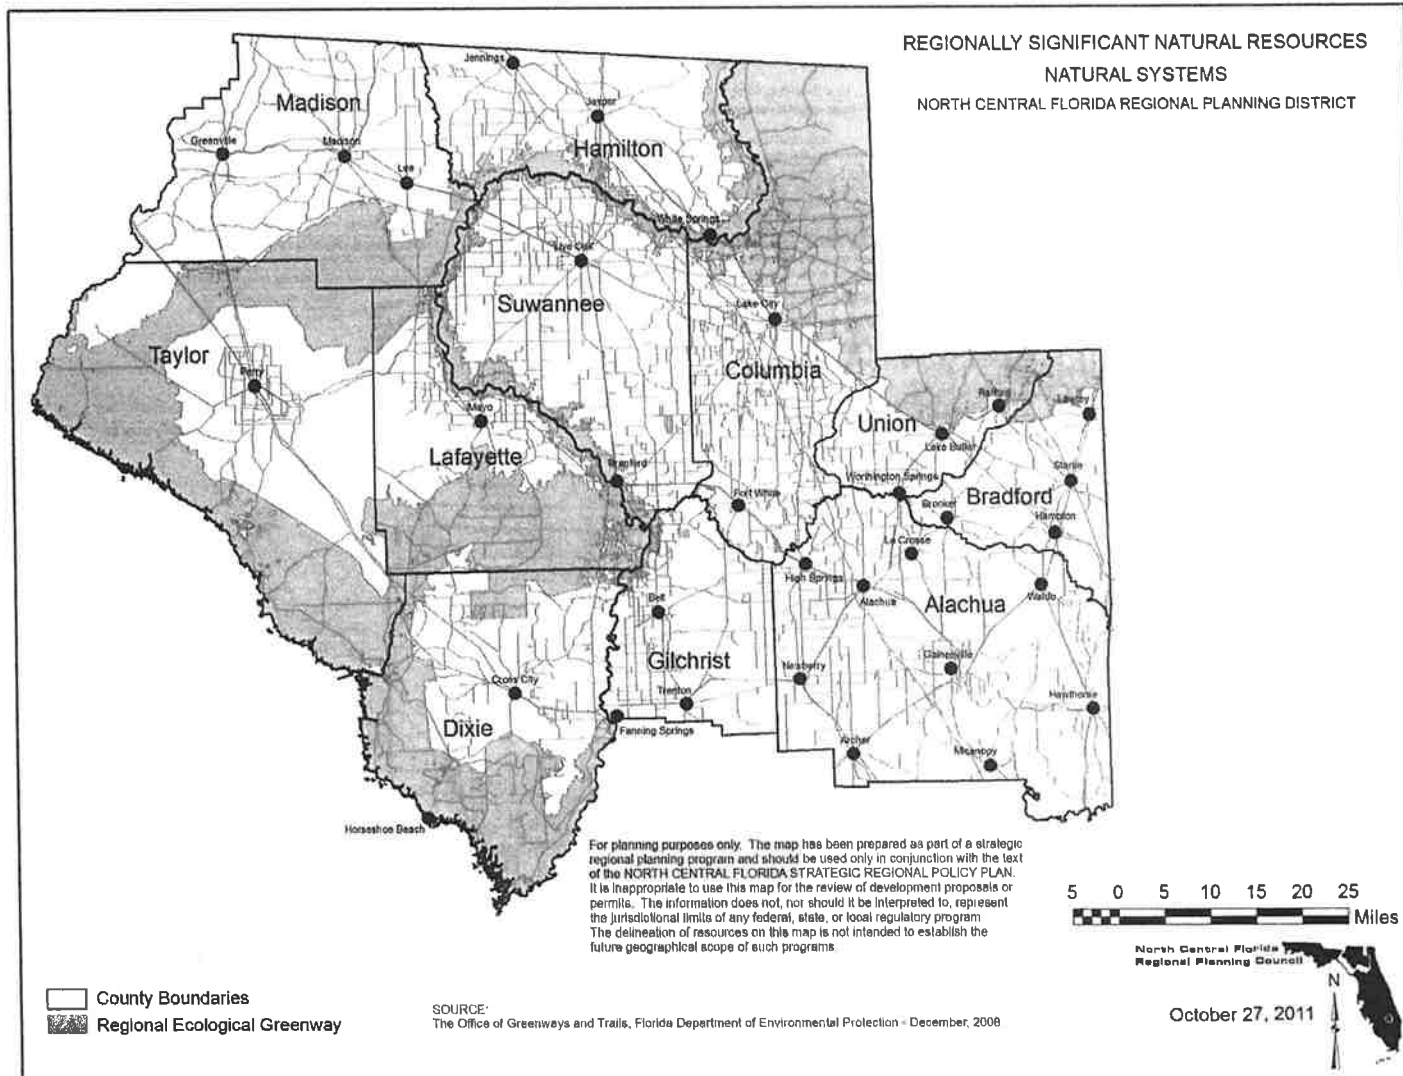 REGIONALLY SIGNIFICANT NATURAL RESOURCES
NATURAL SYSTEMS
NORTH CENTRAL FLORIDA REGIONAL PLANNING DISTRICT
Jennings
Madison
Jasper
Greenville
Madison
Hamilton
Lee
White Springs
Live Oak
Suwannee
Lake City
Taylor
Perry
Columbia
Raiford
Lawtey
Mayo
Union
Lake Butler
Lafayette
Branford
Starke
Worthington Springs
Fort White
Bradford
Brooker
Hampton
La Crosse
High Springs
Alachua
Waldo
Bell
Alachua
Gainesville
Gilchrist
Newberry
Cross City
Trenton
Hawthorne
Dixie
Fanning Springs
Archer
Micanopy
Horseshoe Beach
For planning purposes only. The map has been prepared as part of a strategic
regional planning program and should be used only in conjunction with the text
of the NORTH CENTRAL FLORIDA STRATEGIC REGIONAL POLICY PLAN.
It is inappropriate to use this map for the review of development proposals or
permits. The information does not, nor should it be interpreted to, represent
the jurisdictional limits of any federal, state, or local regulatory program
The delineation of resources on this map is not intended to establish the
future geographical scope of such programs.
5 0 5 10 15 20 25
Miles
North Central Florida
Regional Planning Council
N
County Boundaries
Regional Ecological Greenway
SOURCE:
The Office of Greenways and Trails, Florida Department of Environmental Protection - December, 2008
October 27, 2011